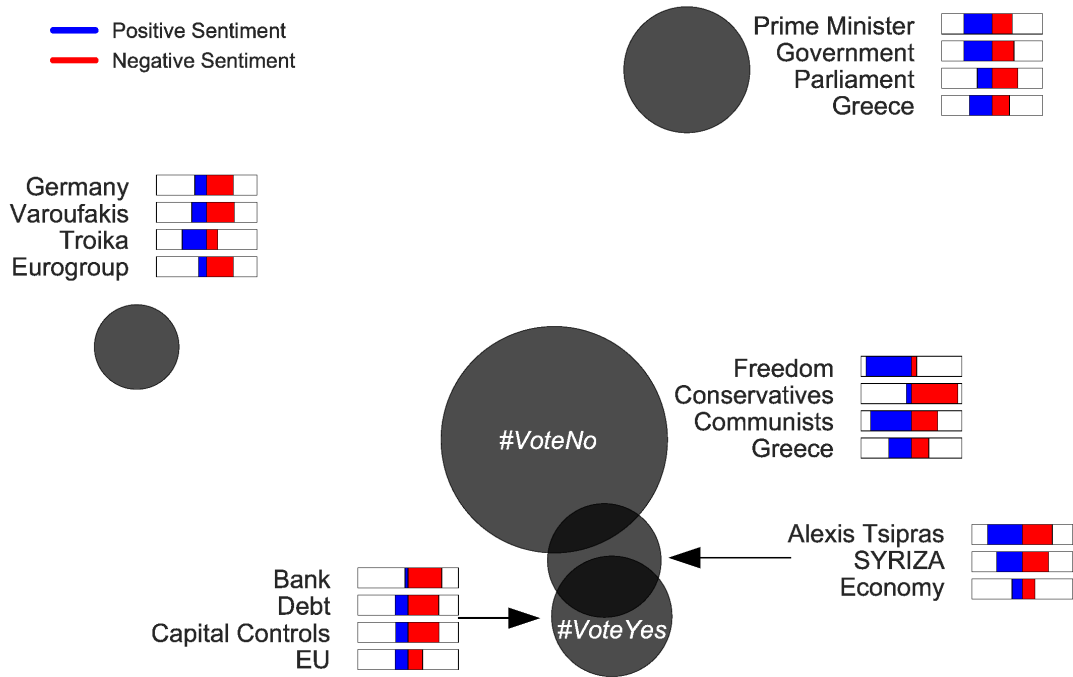 Positive Sentiment
Negative Sentiment
Prime Minister
Government
Parliament
Greece
Germany
Varoufakis
Troika
Eurogroup
#VoteNo
Freedom
Conservatives
Communists
Greece
Alexis Tsipras
SYRIZA
Economy
Bank
Debt
Capital Controls
EU
#VoteYes